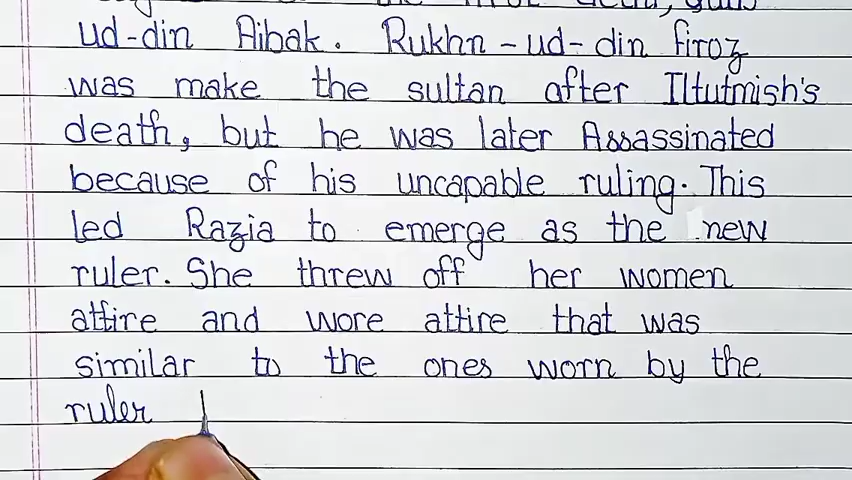 ud-din Aibak. Rukhn-ud-din firoz
was make the sultan after Iltutmish's
death, but he was later Assassinated
because of his uncapable ruling. This
led Razia to emerge as the new
ruler. She threw off her women
attire and wore attire that was
similar to the ones worn by the
ruler